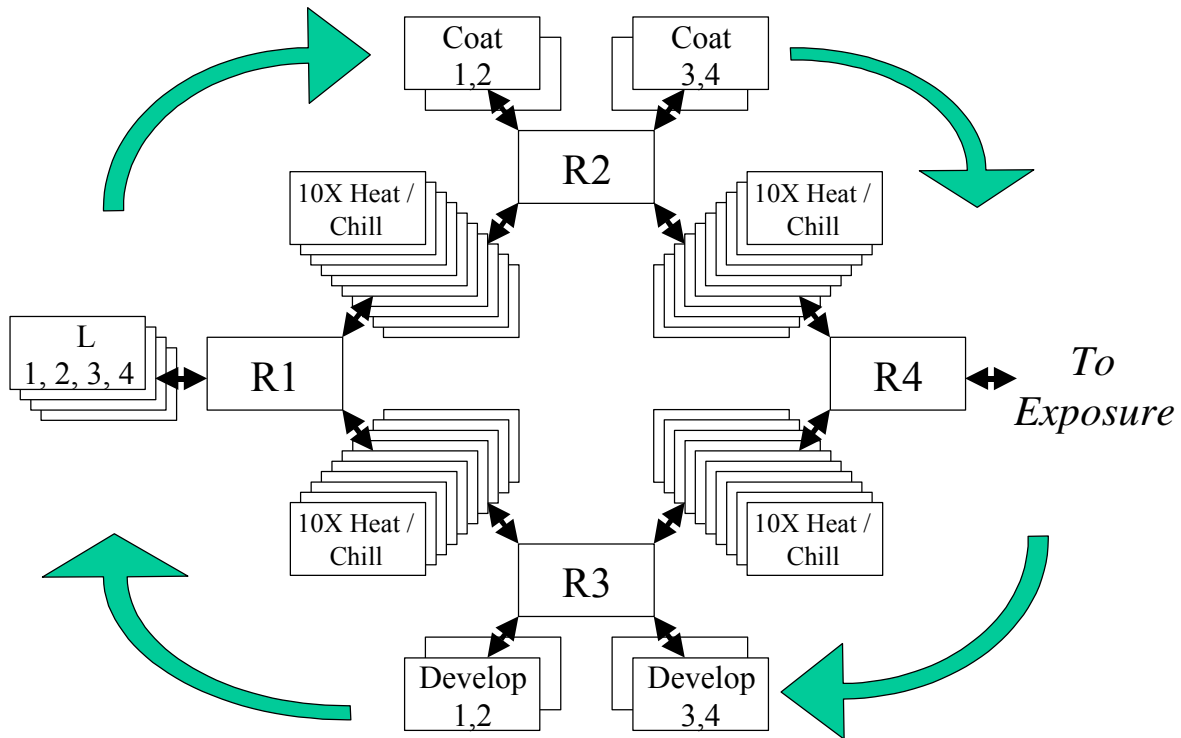 Coat
1,2
Coat
3,4
R2
10X Heat /
Chill
10X Heat /
Chill
L
1, 2, 3, 4
R1
R4
To
Exposure
10X Heat /
Chill
10X Heat /
Chill
R3
Develop
1,2
Develop
3,4